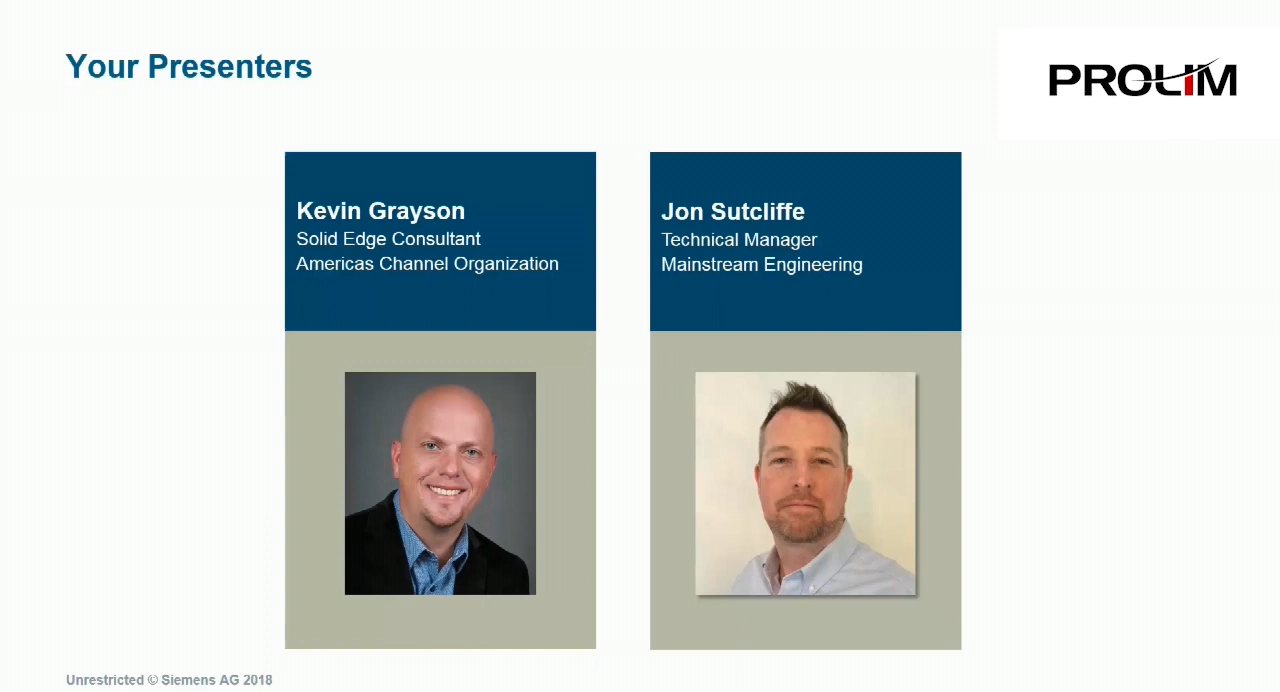 Your Presenters
PROLIM
Kevin Grayson
Solid Edge Consultant
Americas Channel Organization
Jon Sutcliffe
Technical Manager
Mainstream Engineering
Unrestricted © Siemens AG 2018